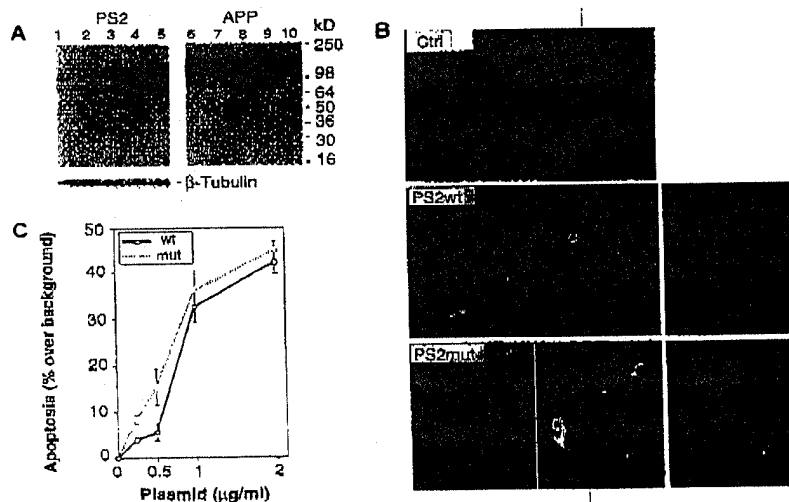 A
PS2
APP
kD
1 2 3 4 5
6 7 8 9 10
250
98
64
50
36
30
16
- β-Tubulin
B
Ctrl
PS2wt
PS2mut
C
wt
mut
Apoptosis (% over background)
50
40
30
20
10
0
0 0.5 1 2
Plasmid (μg/ml)